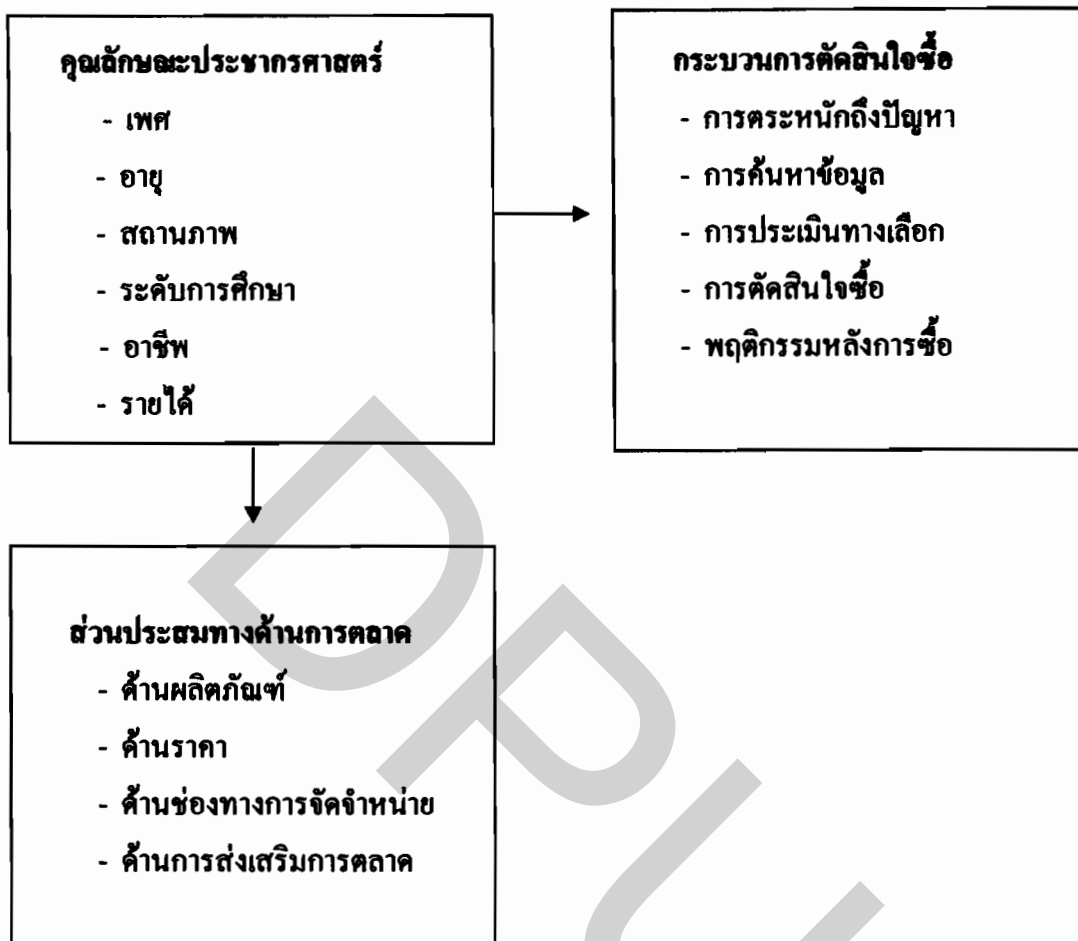 คุณลักษณะประชากรศาสตร์
- เพศ
- อายุ
- สถานภาพ
- ระดับการศึกษา
- อาชีพ
- รายได้
กระบวนการตัดสินใจซื้อ
- การตระหนักถึงปัญหา
- การค้นหาข้อมูล
- การประเมินทางเลือก
- การตัดสินใจซื้อ
- พฤติกรรมหลังการซื้อ
ส่วนประสมทางด้านการตลาด
- ด้านผลิตภัณฑ์
- ด้านราคา
- ด้านช่องทางการจัดจำหน่าย
- ด้านการส่งเสริมการตลาด
DPU